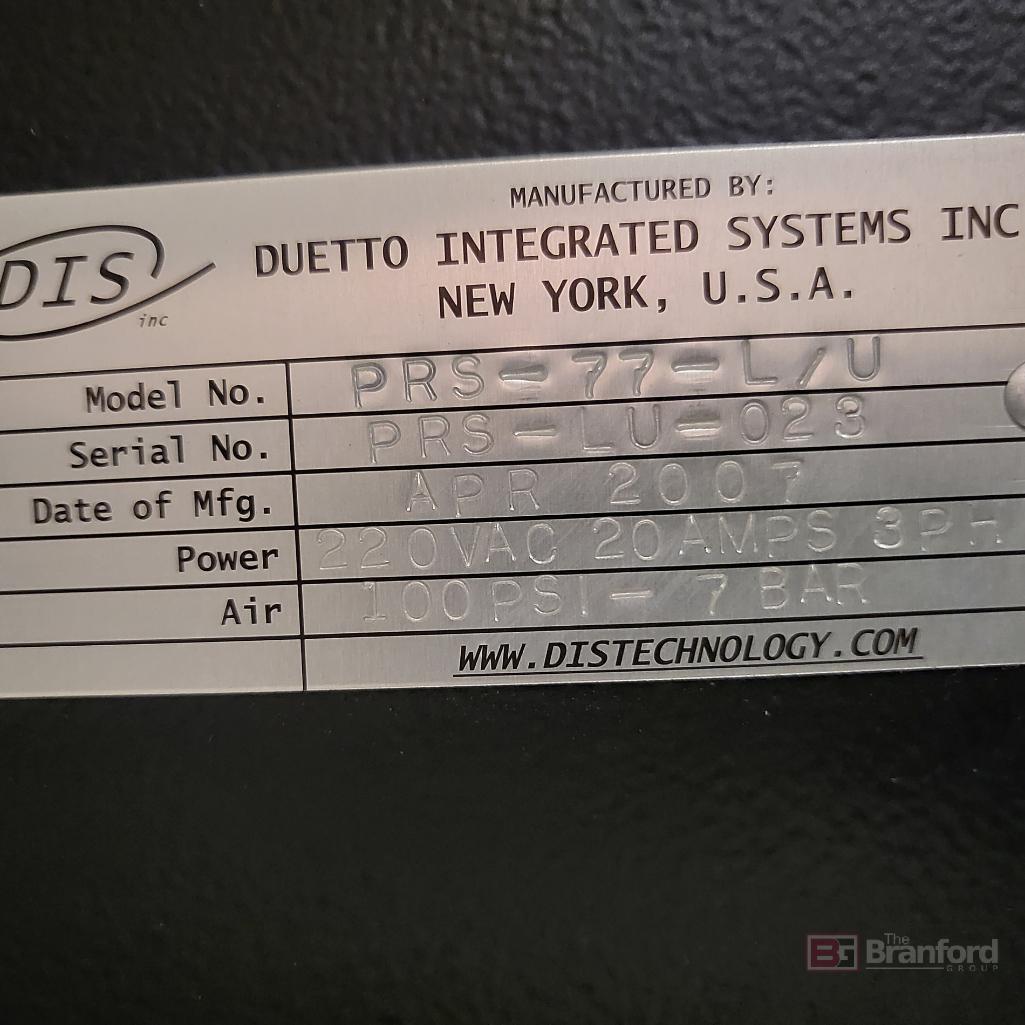 MANUFACTURED BY:
DIS inc
DUETTO INTEGRATED SYSTEMS INC
NEW YORK, U.S.A.
Model No. PRS-77-L/U
Serial No. PRS-LU-023
Date of Mfg. APR 2007
Power 220VAC 20AMPS 3PH
Air 100PSI-7 BAR
WWW.DISTECHNOLOGY.COM
BG The Branford GROUP